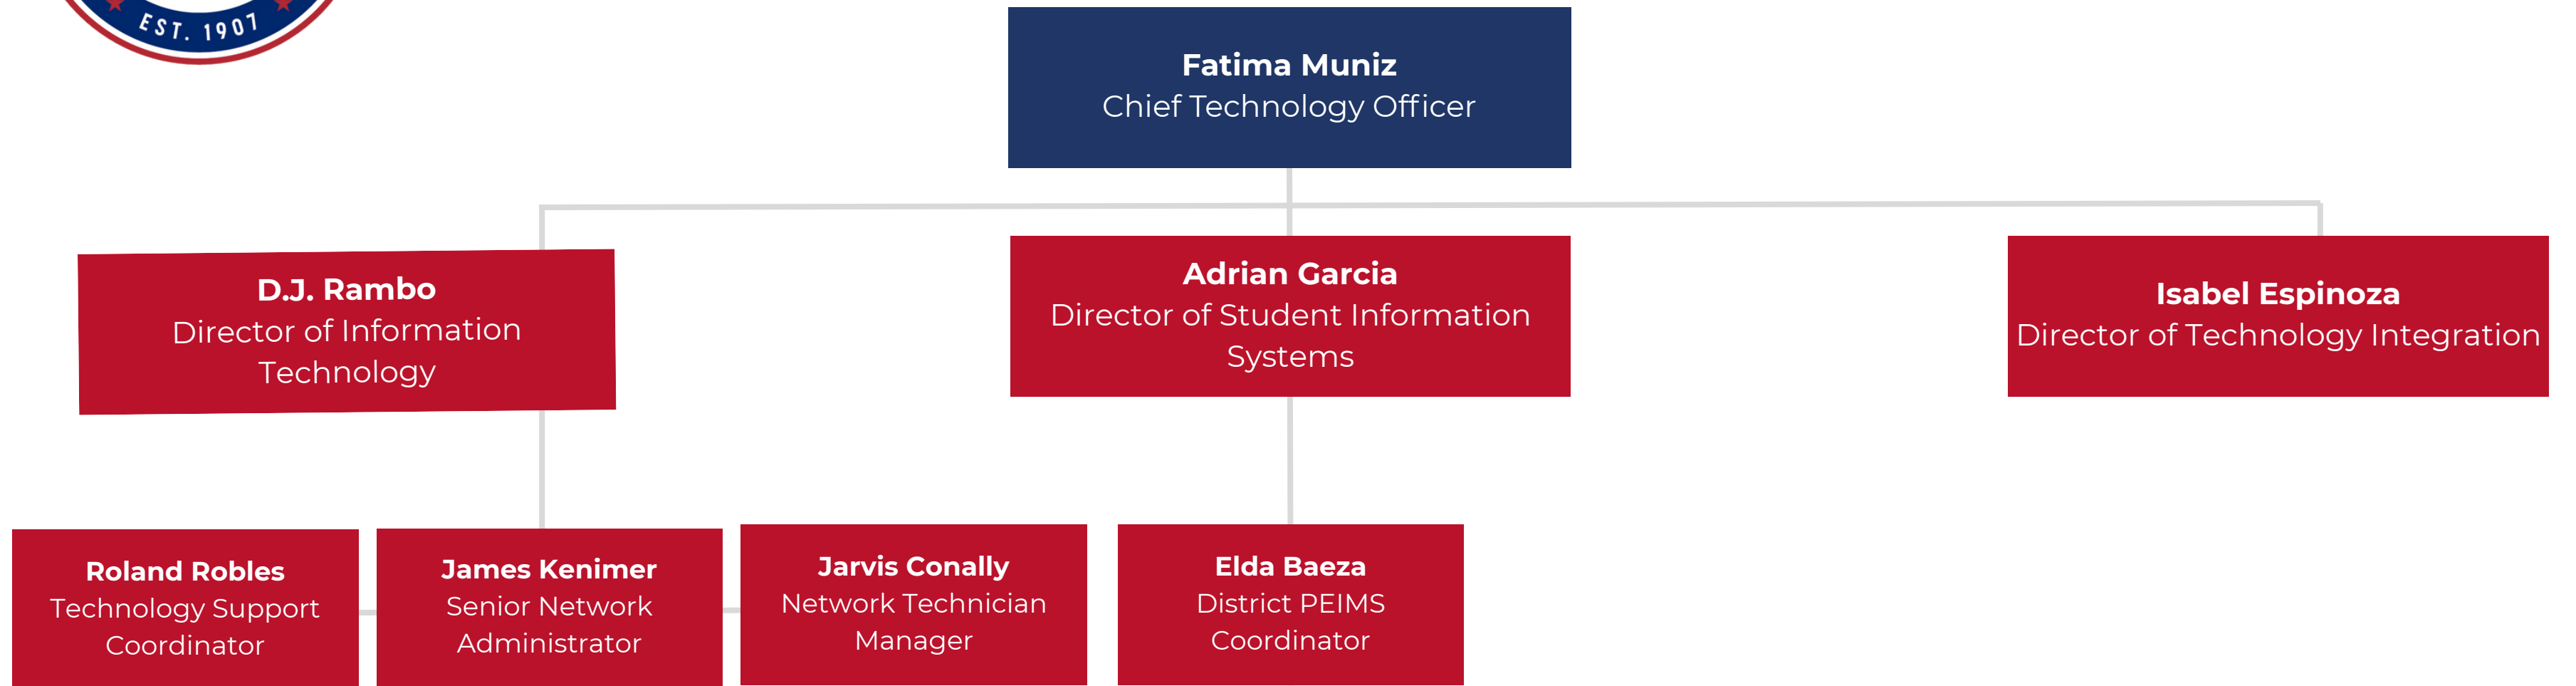 EST. 1907
Fatima Muniz
Chief Technology Officer
D.J. Rambo
Director of Information
Technology
Adrian Garcia
Director of Student Information
Systems
Isabel Espinoza
Director of Technology Integration
Roland Robles
Technology Support
Coordinator
James Kenimer
Senior Network
Administrator
Jarvis Conally
Network Technician
Manager
Elda Baeza
District PEIMS
Coordinator